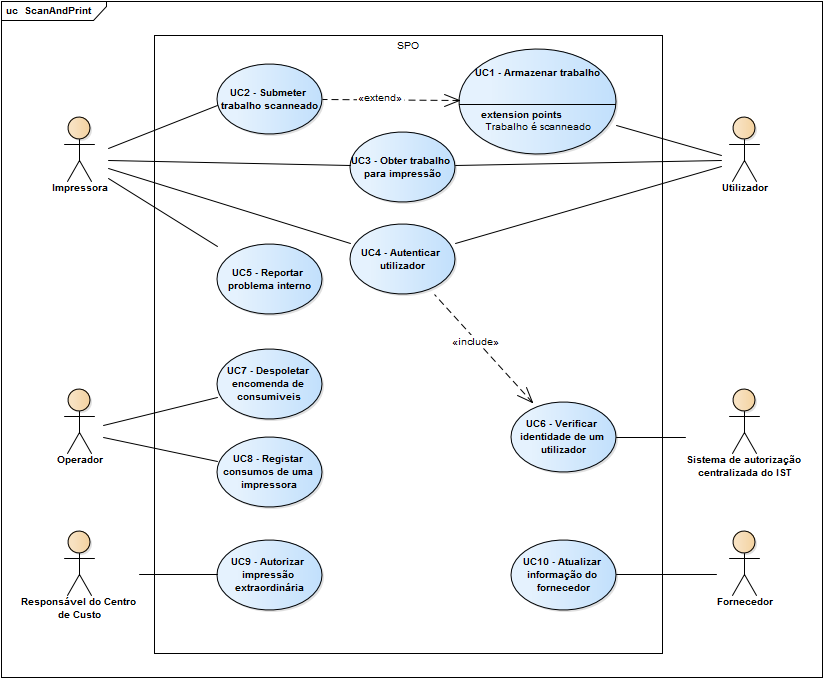 uc ScanAndPrint
SPO
UC2 - Submeter
trabalho scanneado
«extend»
UC1 - Armazenar trabalho
extension points
Trabalho é scanneado
Impressora
Utilizador
UC3 - Obter trabalho
para impressão
UC4 - Autenticar
utilizador
UC5 - Reportar
problema interno
«include»
UC7 - Despoletar
encomenda de
consumíveis
Operador
UC8 - Registar
consumos de uma
impressora
UC6 - Verificar
identidade de um
utilizador
Sistema de autorização
centralizada do IST
UC9 - Autorizar
impressão
extraordinária
Responsável do Centro
de Custo
UC10 - Atualizar
informação do
fornecedor
Fornecedor